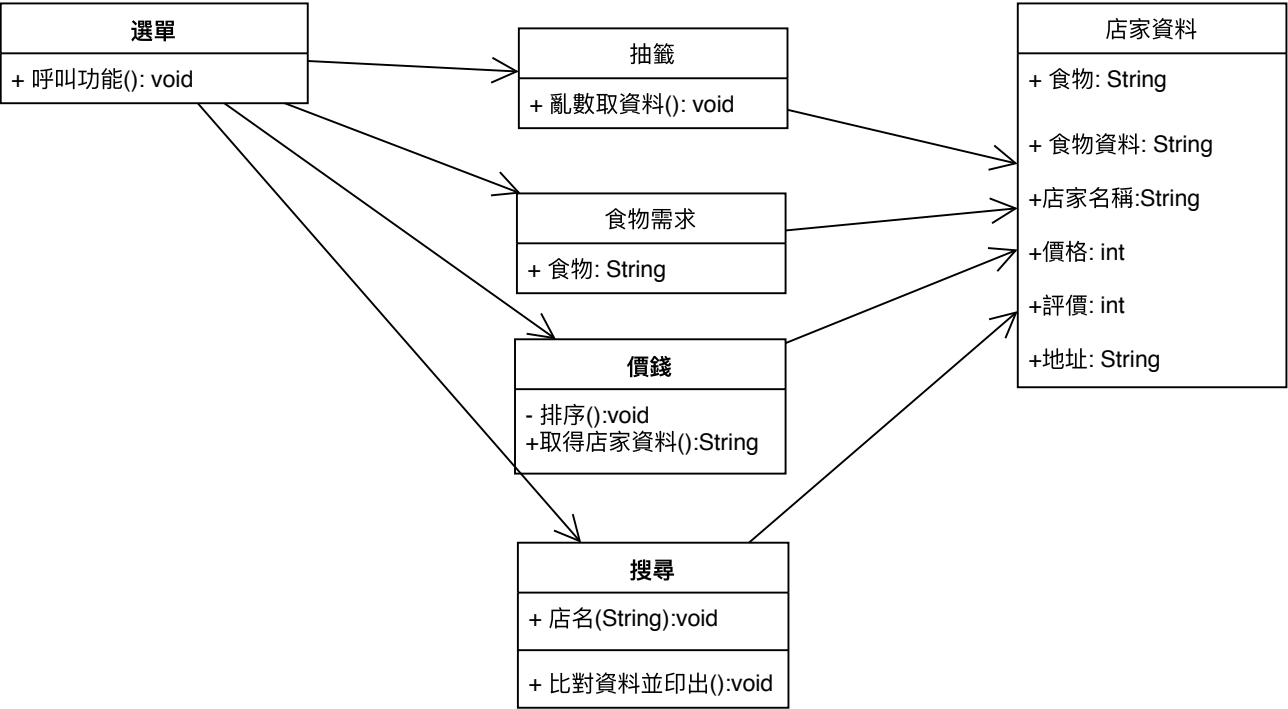 選單
+ 呼叫功能(): void
抽籤
+ 亂數取資料(): void
食物需求
+ 食物: String
價錢
- 排序():void
+取得店家資料():String
搜尋
+ 店名(String):void
+ 比對資料並印出():void
店家資料
+ 食物: String
+ 食物資料: String
+店家名稱:String
+價格: int
+評價: int
+地址: String